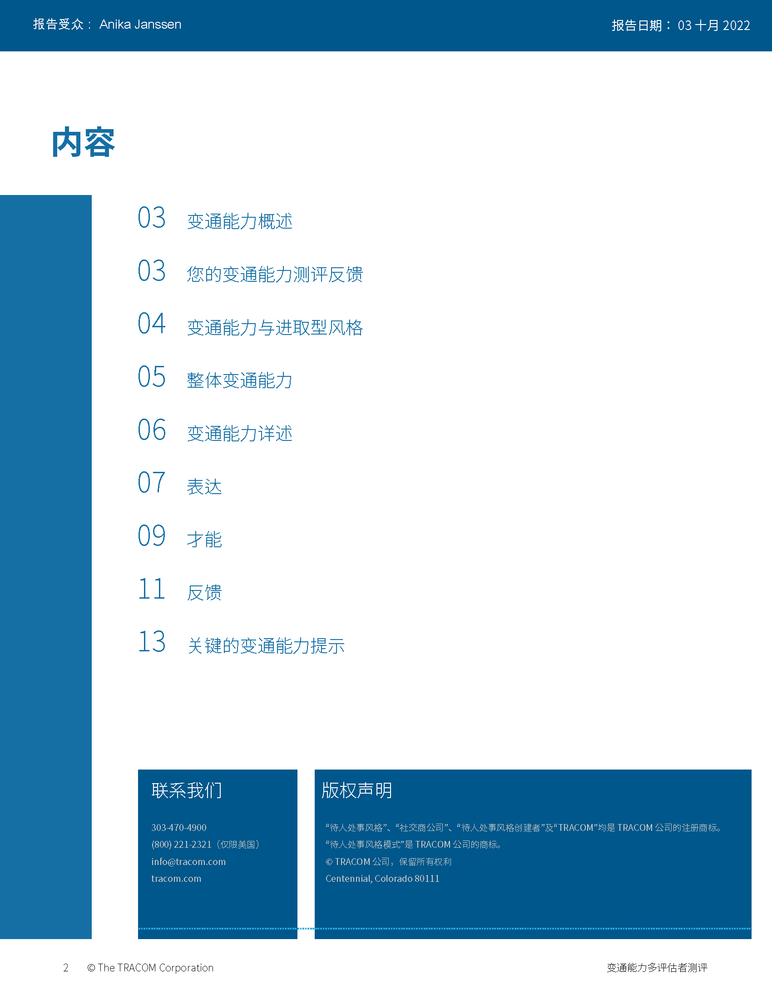 报告受众： Anika Janssen
报告日期： 03 十月 2022
内容
03 变通能力概述
03 您的变通能力测评反馈
04 变通能力与进取型风格
05 整体变通能力
06 变通能力详述
07 表达
09 才能
11 反馈
13 关键的变通能力提示
联系我们
303-470-4900
(800) 221-2321（仅限美国）
info@tracom.com
tracom.com
版权声明
“待人处事风格”、“社交商公司”、“待人处事风格创建者”及“TRACOM”均是 TRACOM 公司的注册商标。
“待人处事风格模式”是 TRACOM 公司的商标。
© TRACOM 公司，保留所有权利
Centennial, Colorado 80111
2 © The TRACOM Corporation
变通能力多评估者测评